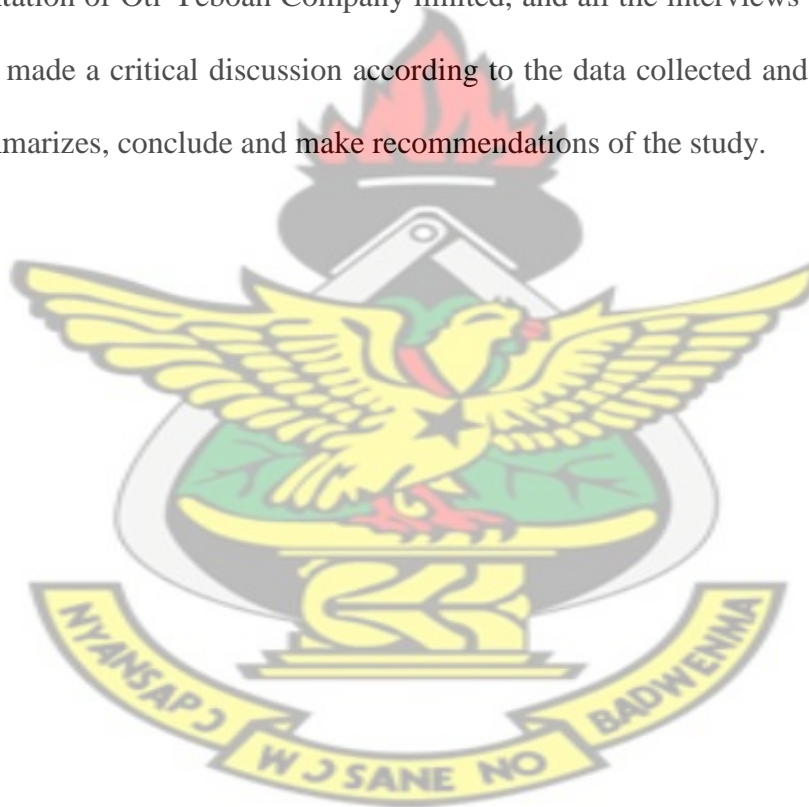 tation of Oti-Yeboah Company limited, and all the interviews
made a critical discussion according to the data collected and
marizes, conclude and make recommendations of the study.
NYANSAPƆ
WƆSANE NO
BADWENMA